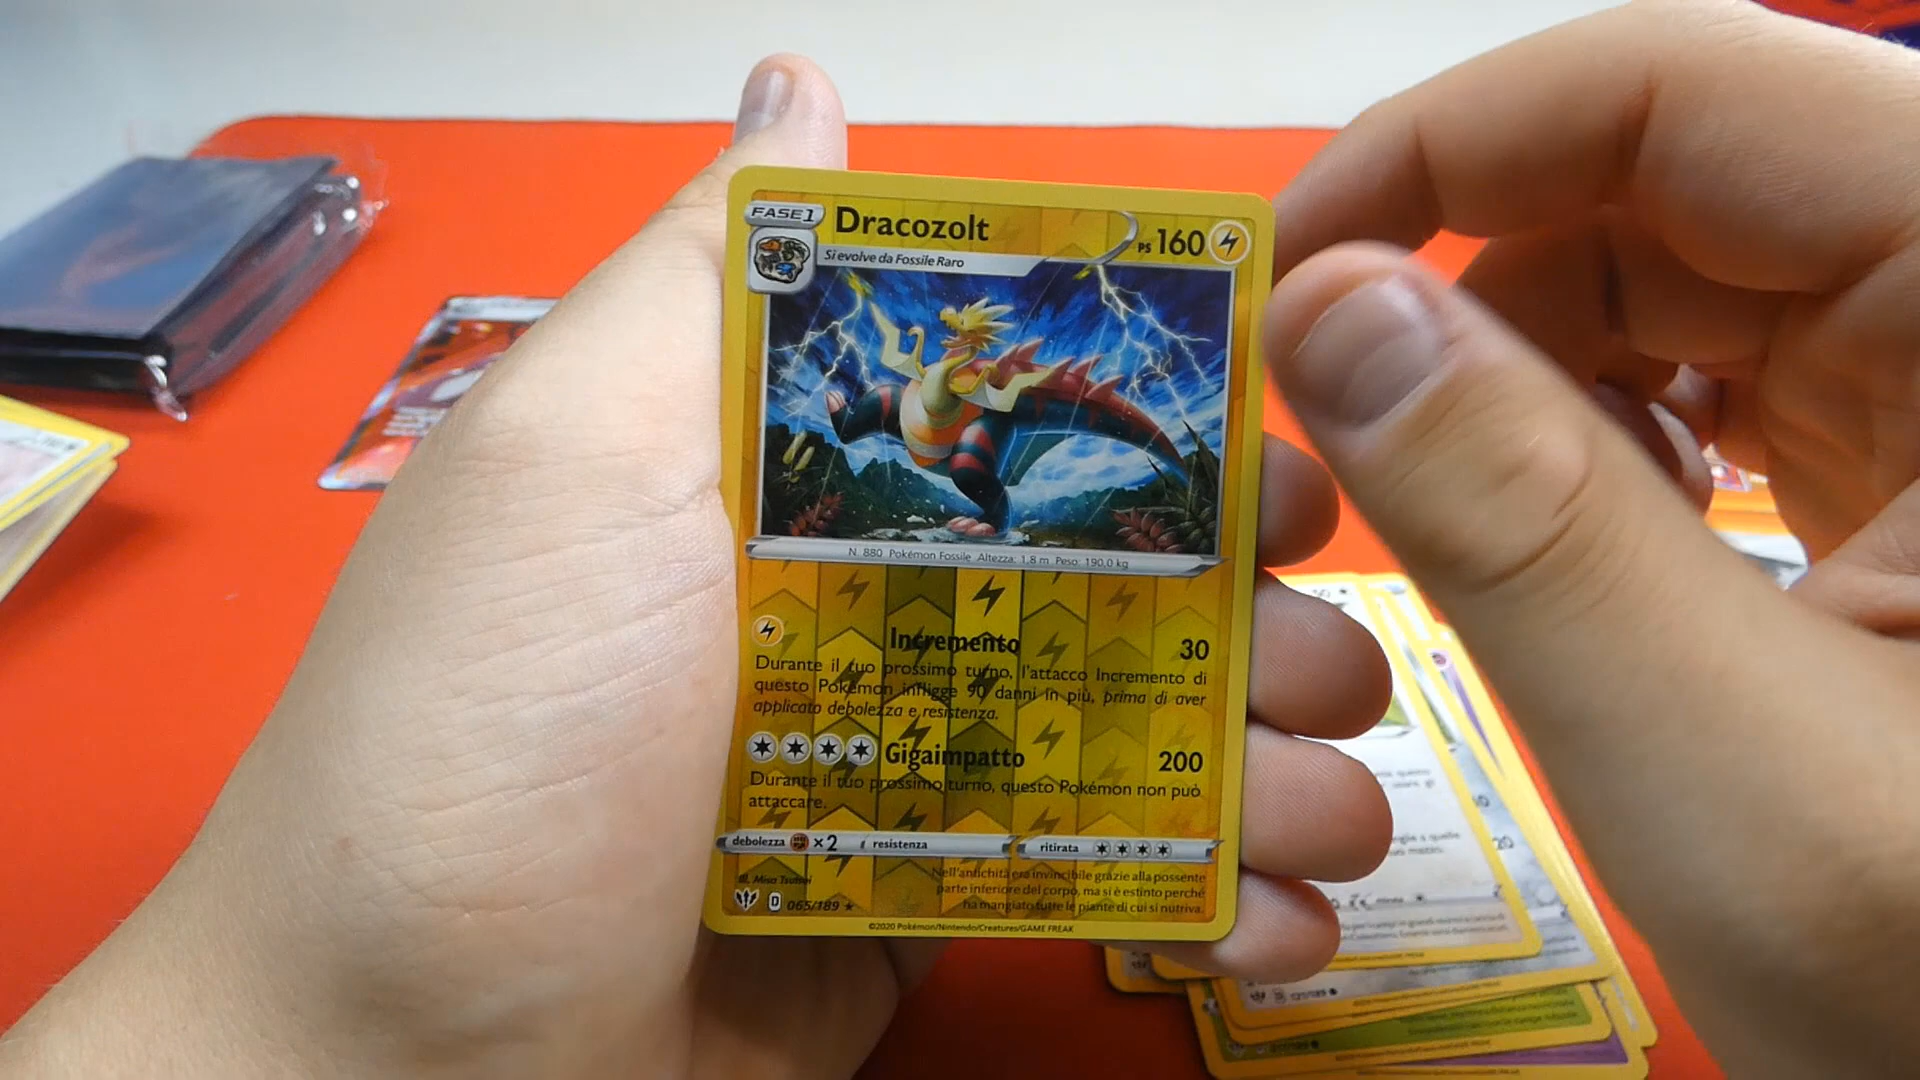 FASE 1
Dracozolt
PS 160
Si evolve da Fossile Raro
N. 880 Pokémon Fossile Altezza: 1,8 m Peso: 190,0 kg
Incremento 30
Durante il tuo prossimo turno, l'attacco Incremento di
questo Pokémon infligge 90 danni in più, prima di aver
applicato debolezza e resistenza.
Gigaimpatto 200
Durante il tuo prossimo turno, questo Pokémon non può
attaccare.
debolezza ×2 resistenza ritirata
Ill. Misa Tsutsui
Nell'antichità era invincibile grazie alla possente
parte inferiore del corpo, ma si è estinto perché
ha mangiato tutte le piante di cui si nutriva.
D 065/189 ★
©2020 Pokémon/Nintendo/Creatures/GAME FREAK
20